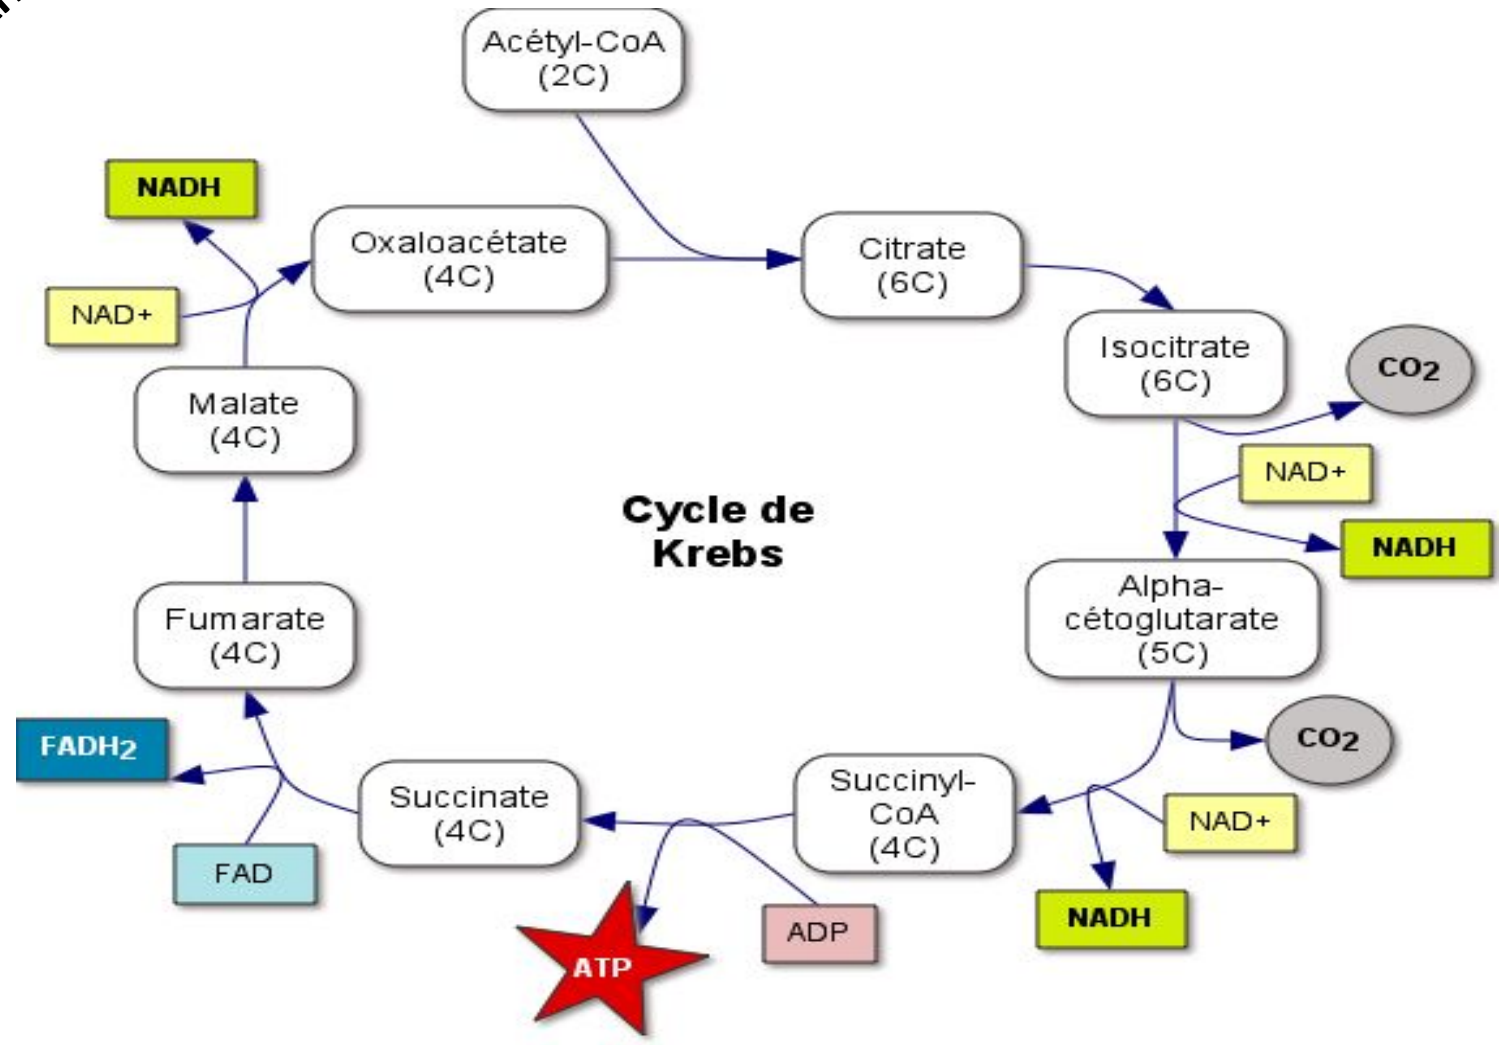 Acétyl-CoA
(2C)
NADH
Oxaloacétate
(4C)
Citrate
(6C)
NAD+
Isocitrate
(6C)
CO2
Malate
(4C)
NAD+
Cycle de
Krebs
NADH
Alpha-
cétoglutarate
(5C)
Fumarate
(4C)
FADH2
CO2
Succinate
(4C)
Succinyl-
CoA
(4C)
NAD+
FAD
NADH
ADP
ATP